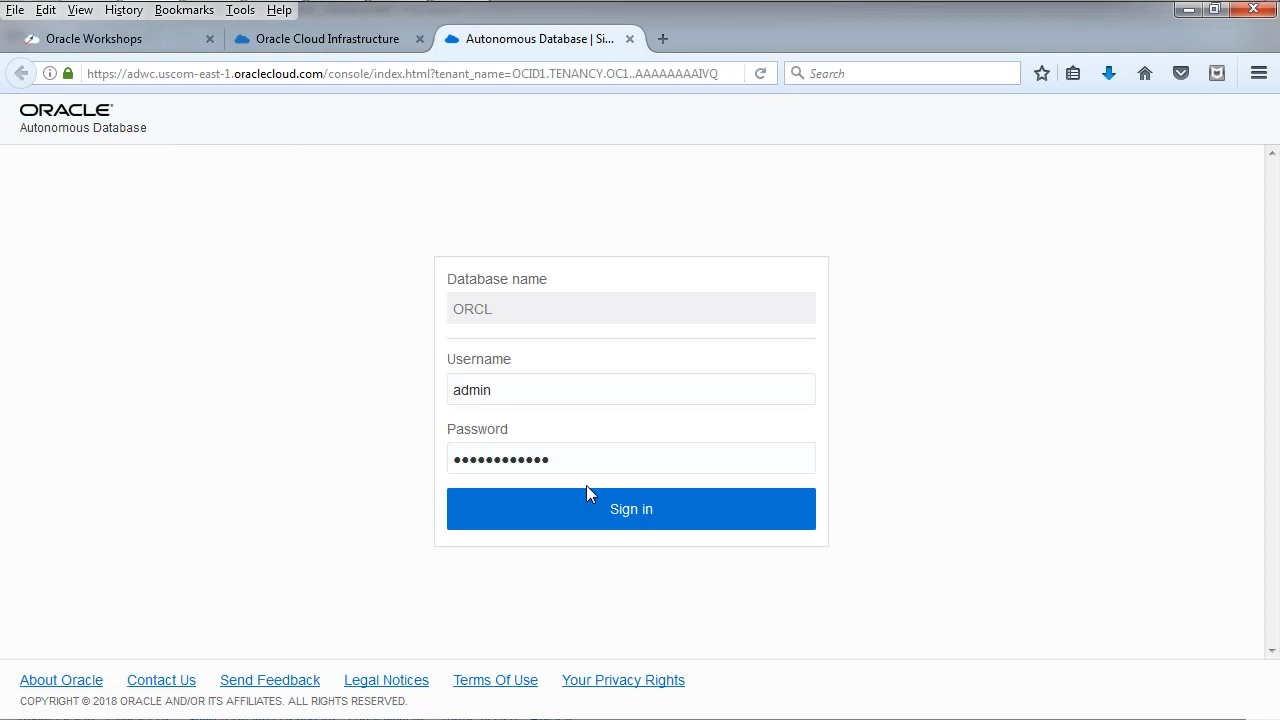 File Edit View History Bookmarks Tools Help
Oracle Workshops
Oracle Cloud Infrastructure
Autonomous Database | Si...
https://adwc.uscom-east-1.oraclecloud.com/console/index.html?tenant_name=OCID1.TENANCY.OC1..AAAAAAAAIVQ
Search
ORACLE
Autonomous Database
Database name
ORCL
Username
admin
Password
••••••••••••
Sign in
About Oracle Contact Us Send Feedback Legal Notices Terms Of Use Your Privacy Rights
COPYRIGHT © 2018 ORACLE AND/OR ITS AFFILIATES. ALL RIGHTS RESERVED.